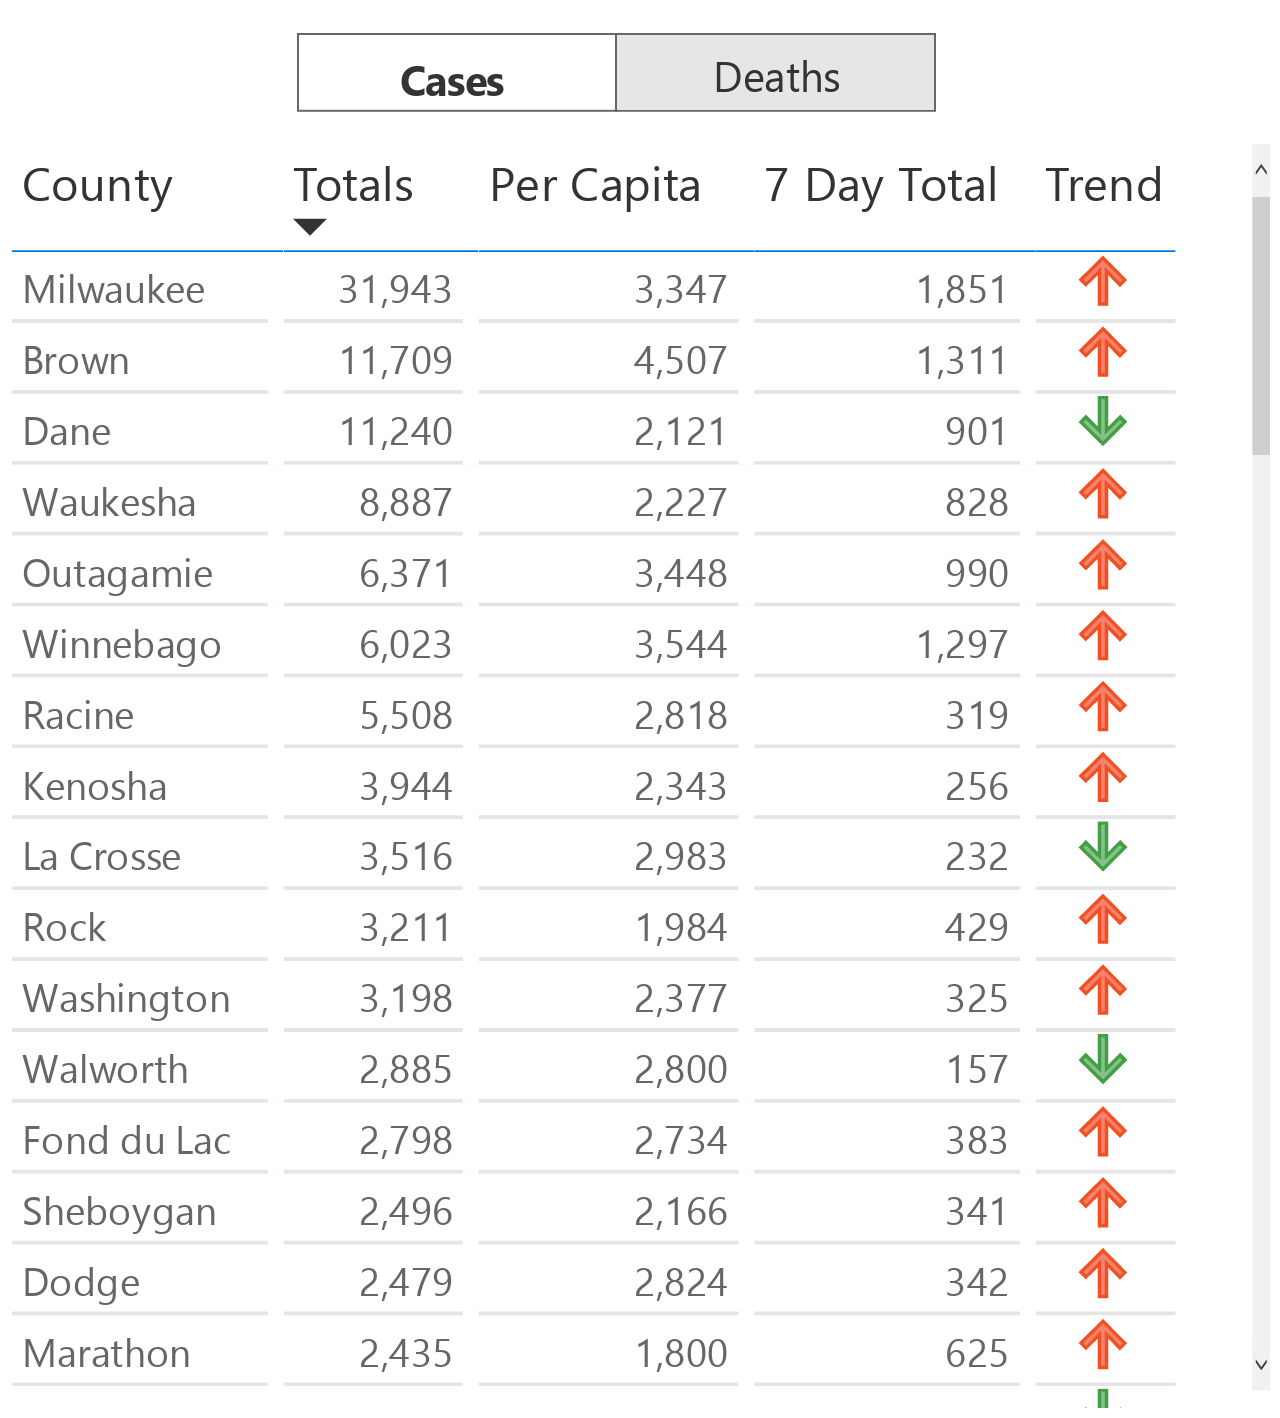 Cases Deaths
County Totals Per Capita 7 Day Total Trend
Milwaukee 31,943 3,347 1,851
Brown 11,709 4,507 1,311
Dane 11,240 2,121 901
Waukesha 8,887 2,227 828
Outagamie 6,371 3,448 990
Winnebago 6,023 3,544 1,297
Racine 5,508 2,818 319
Kenosha 3,944 2,343 256
La Crosse 3,516 2,983 232
Rock 3,211 1,984 429
Washington 3,198 2,377 325
Walworth 2,885 2,800 157
Fond du Lac 2,798 2,734 383
Sheboygan 2,496 2,166 341
Dodge 2,479 2,824 342
Marathon 2,435 1,800 625